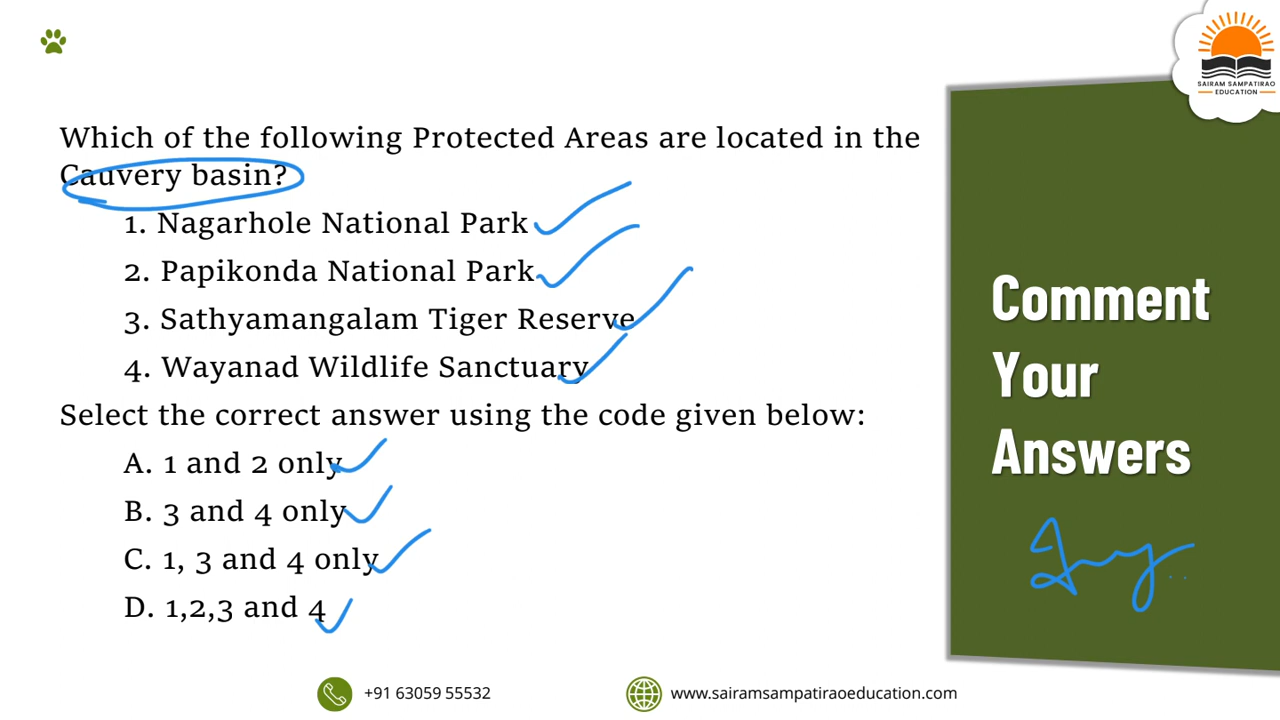 SAIRAM SAMPATIRAO
EDUCATION
Which of the following Protected Areas are located in the
Cauvery basin?
1. Nagarhole National Park
2. Papikonda National Park
3. Sathyamangalam Tiger Reserve
4. Wayanad Wildlife Sanctuary
Select the correct answer using the code given below:
A. 1 and 2 only
B. 3 and 4 only
C. 1, 3 and 4 only
D. 1,2,3 and 4
Comment
Your
Answers
+91 63059 55532
www.sairamsampatiraoeducation.com